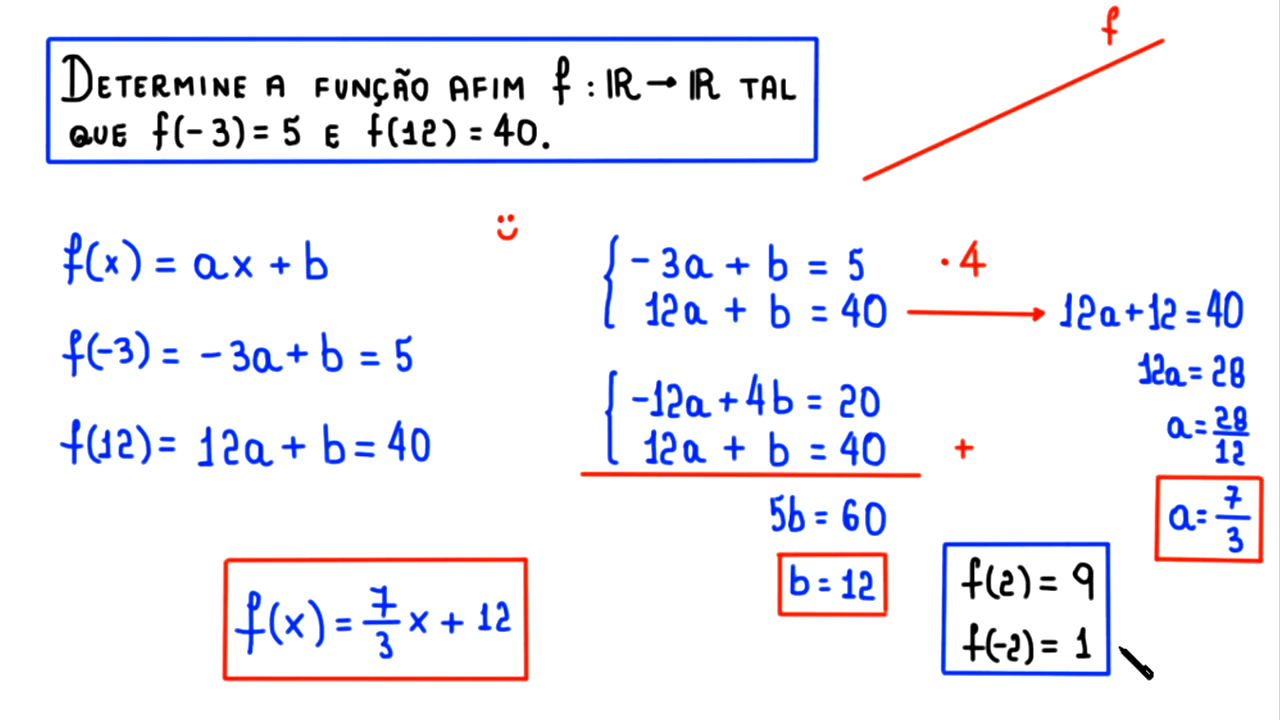 DETERMINE A FUNÇÃO AFIM f : ℝ → ℝ TAL
QUE f(-3) = 5 E f(12) = 40.
f
f(x) = ax + b
f(-3) = -3a + b = 5
f(12) = 12a + b = 40
-3a + b = 5 · 4
12a + b = 40 → 12a + 12 = 40
12a = 28
a = 28/12
a = 7/3
-12a + 4b = 20
12a + b = 40 +
5b = 60
b = 12
f(x) = 7/3 x + 12
f(2) = 9
f(-2) = 1